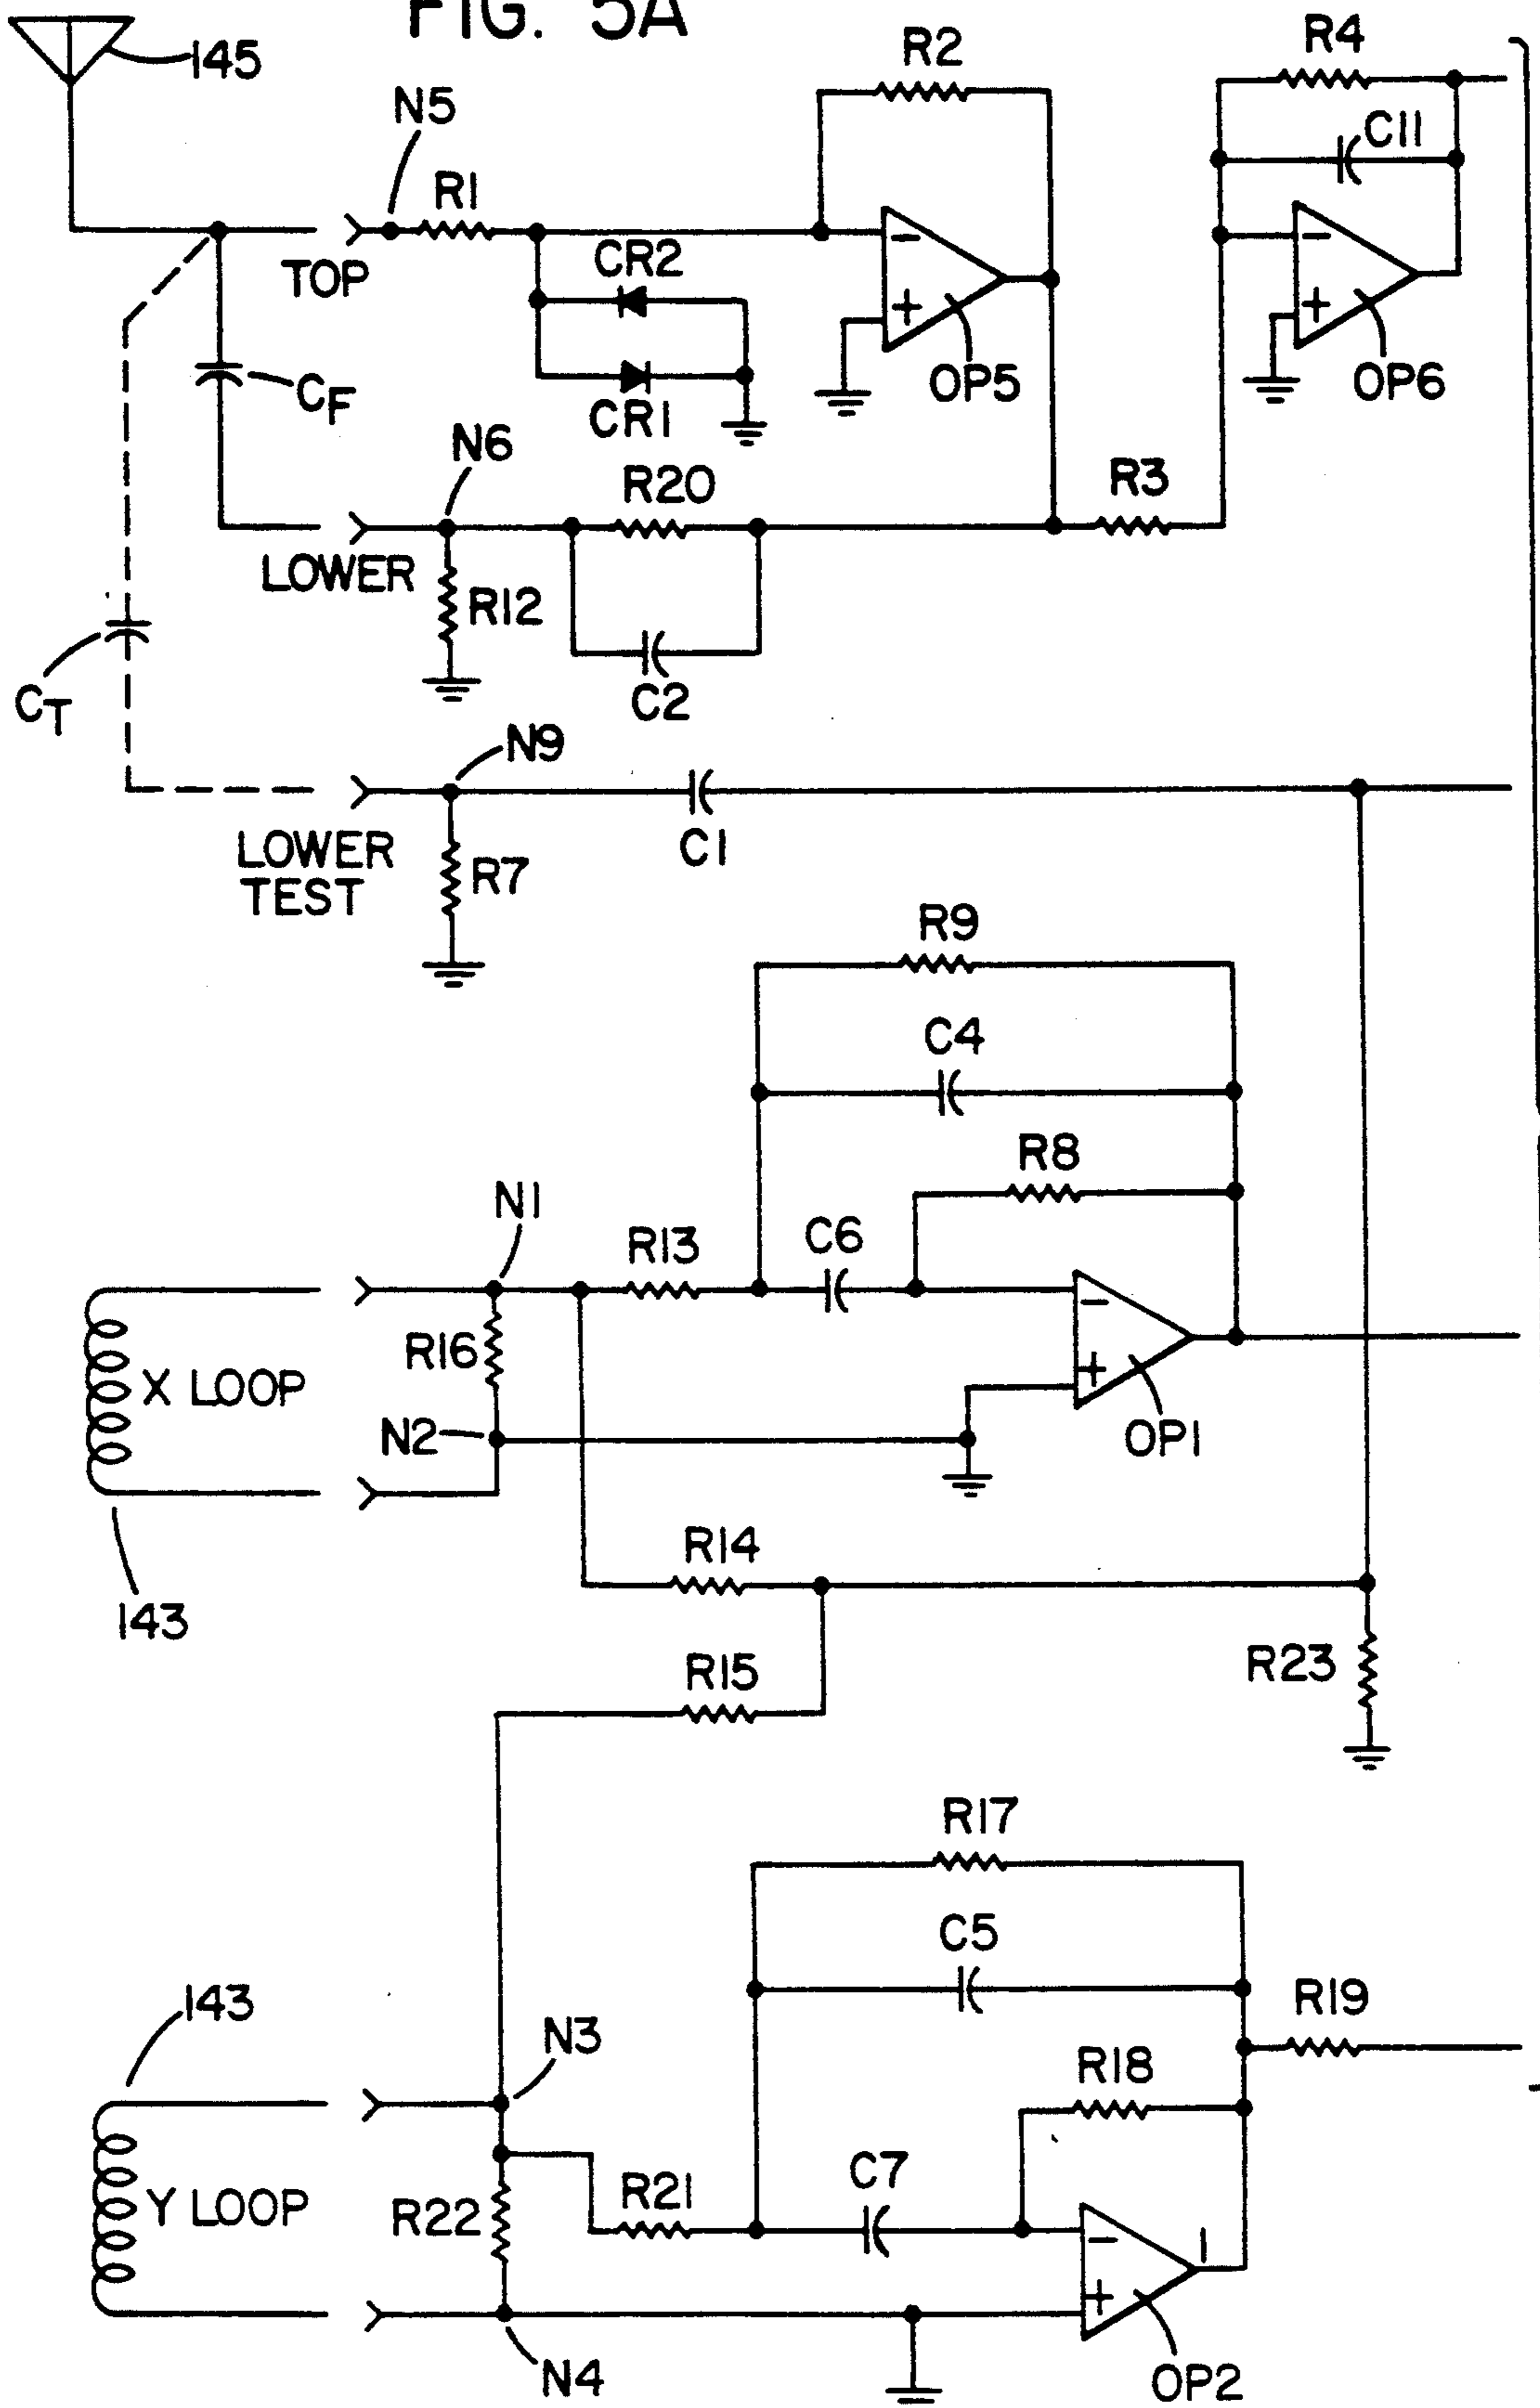 FIG. 5A
145
N5
R1
TOP
R2
R4
C11
CR2
CR1
OP5
OP6
CF
N6
R20
R3
LOWER
R12
C2
CT
N9
LOWER
TEST
R7
C1
R9
C4
R8
N1
R13
C6
X LOOP
R16
N2
OP1
143
R14
R15
R23
R17
C5
R19
143
N3
R18
C7
Y LOOP
R22
R21
1
N4
OP2